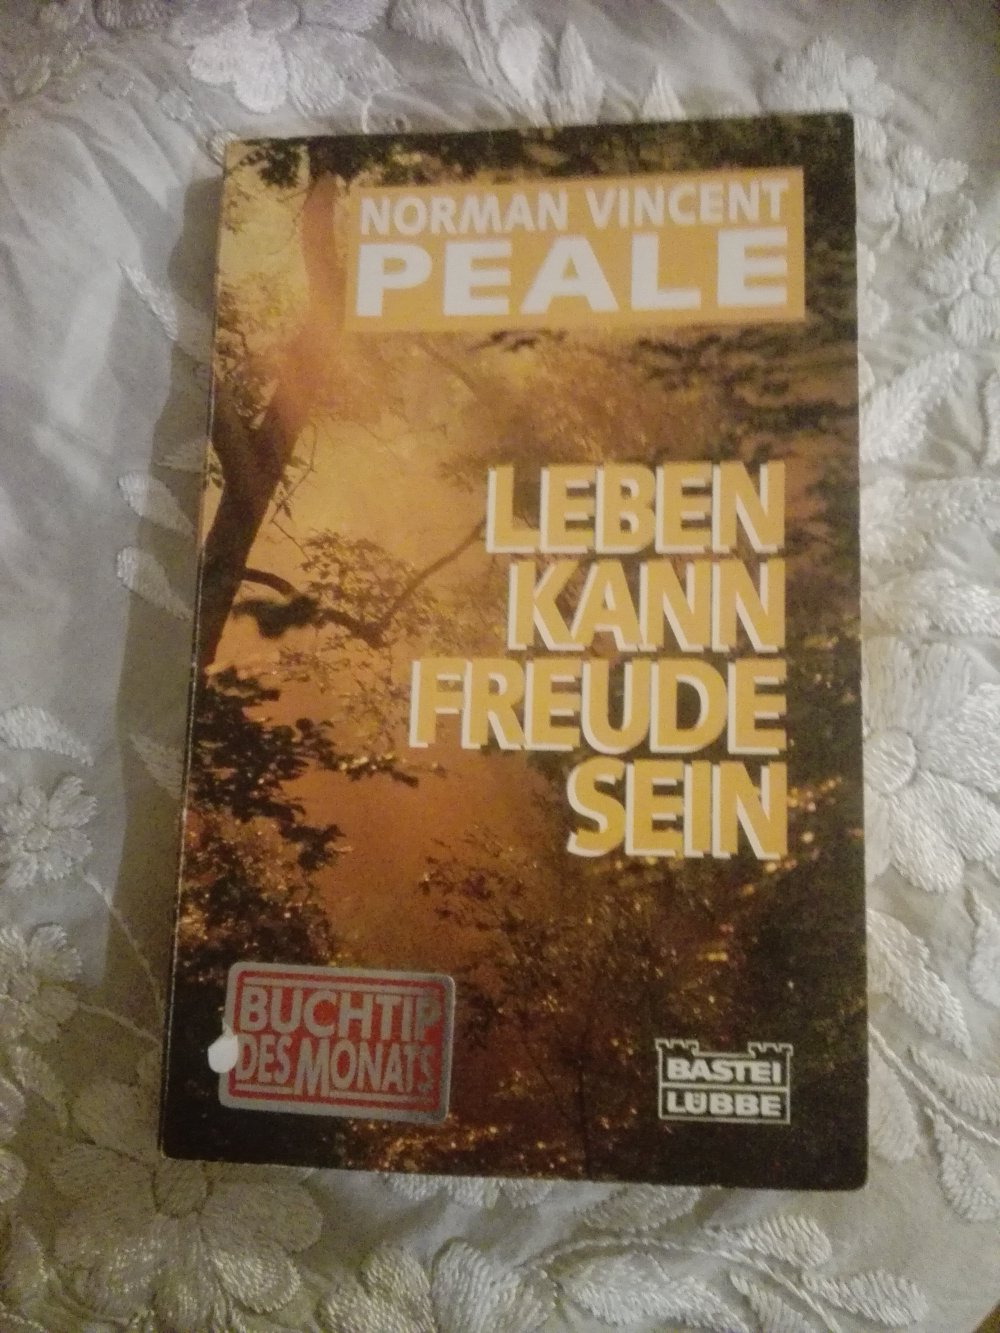 NORMAN VINCENT
PEALE
LEBEN
KANN
FREUDE
SEIN
BUCHTIP
DES MONATS
BASTEI
LÜBBE